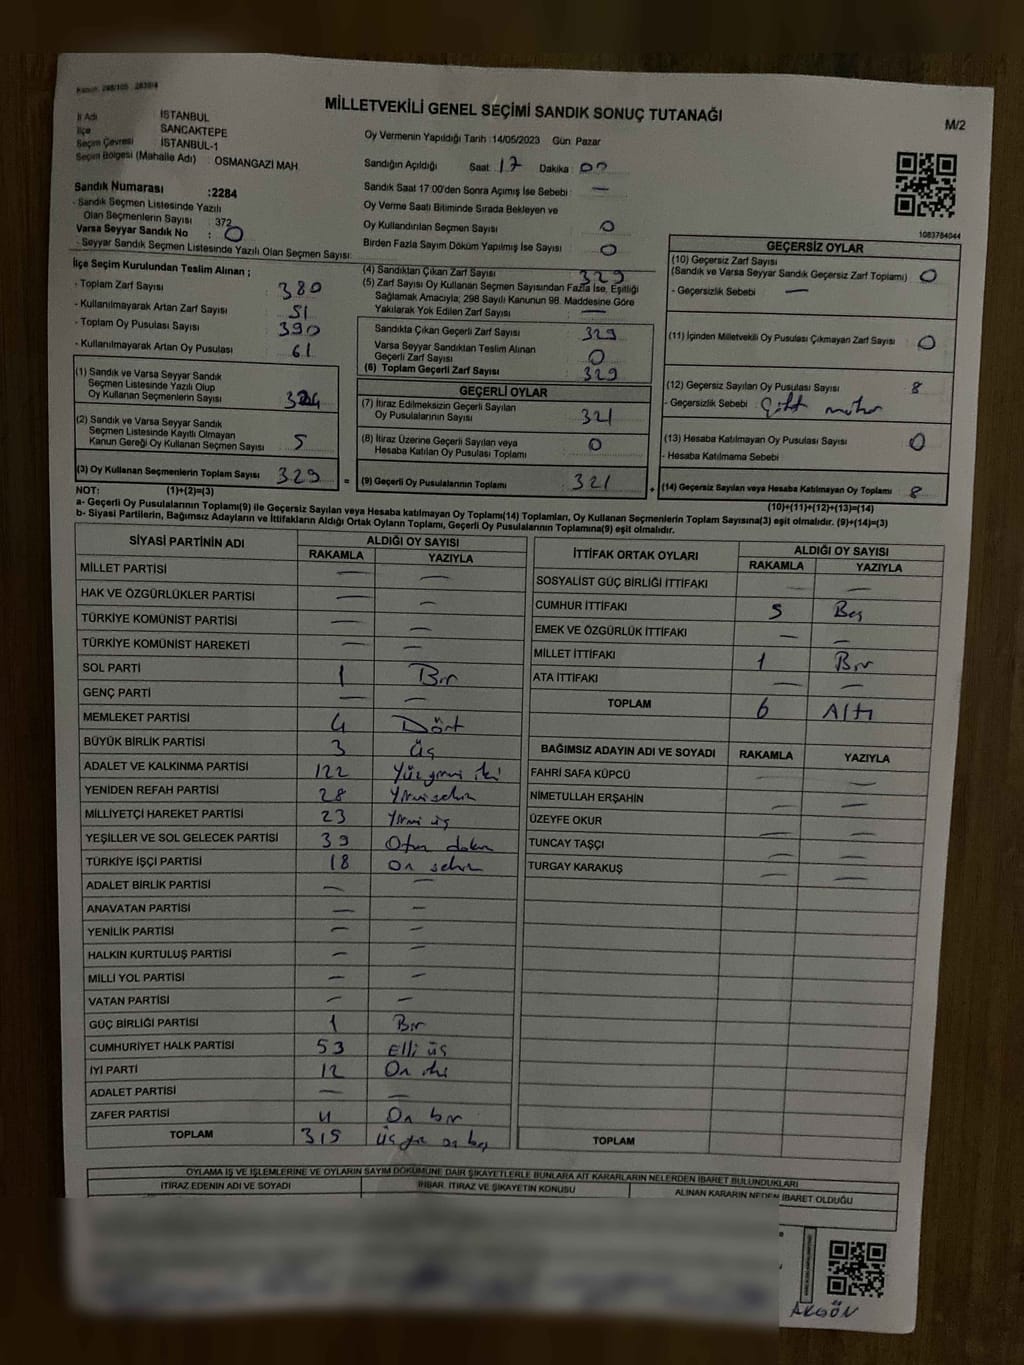 Kanun: 298/105 2839/4
MİLLETVEKİLİ GENEL SEÇİMİ SANDIK SONUÇ TUTANAĞI
M/2
İl Adı İSTANBUL
İlçe SANCAKTEPE
Seçim Çevresi İSTANBUL-1
Seçim Bölgesi (Mahalle Adı) : OSMANGAZİ MAH
Oy Vermenin Yapıldığı Tarih :14/05/2023 Gün: Pazar
Sandığın Açıldığı Saat: 17 Dakika: 00
Sandık Saat 17:00'den Sonra Açımış İse Sebebi : —
Oy Verme Saati Bitiminde Sırada Bekleyen ve
Oy Kullandırılan Seçmen Sayısı 0
Birden Fazla Sayım Döküm Yapılmış İse Sayısı 0
1083784044
Sandık Numarası :2284
- Sandık Seçmen Listesinde Yazılı
Olan Seçmenlerin Sayısı : 372
Varsa Seyyar Sandık No : 0
- Seyyar Sandık Seçmen Listesinde Yazılı Olan Seçmen Sayısı:
İlçe Seçim Kurulundan Teslim Alınan ;
- Toplam Zarf Sayısı : 380
- Kullanılmayarak Artan Zarf Sayısı : 51
- Toplam Oy Pusulası Sayısı : 390
- Kullanılmayarak Artan Oy Pusulası : 61
(1) Sandık ve Varsa Seyyar Sandık
Seçmen Listesinde Yazılı Olup
Oy Kullanan Seçmenlerin Sayısı : 324
(2) Sandık ve Varsa Seyyar Sandık
Seçmen Listesinde Kayıtlı Olmayan
Kanun Gereği Oy Kullanan Seçmen Sayısı : 5
(3) Oy Kullanan Seçmenlerin Toplam Sayısı : 329 =
(4) Sandıktan Çıkan Zarf Sayısı : 329
(5) Zarf Sayısı Oy Kullanan Seçmen Sayısından Fazla İse, Eşitliği
Sağlamak Amacıyla; 298 Sayılı Kanunun 98. Maddesine Göre
Yakılarak Yok Edilen Zarf Sayısı : —
Sandıkta Çıkan Geçerli Zarf Sayısı : 329
Varsa Seyyar Sandıktan Teslim Alınan
Geçerli Zarf Sayısı : 0
(6) Toplam Geçerli Zarf Sayısı : 329
GEÇERLİ OYLAR
(7) İtiraz Edilmeksizin Geçerli Sayılan
Oy Pusulalarının Sayısı : 321
(8) İtiraz Üzerine Geçerli Sayılan veya
Hesaba Katılan Oy Pusulası Toplamı : 0
(9) Geçerli Oy Pusulalarının Toplamı : 321 +
GEÇERSİZ OYLAR
(10) Geçersiz Zarf Sayısı
(Sandık ve Varsa Seyyar Sandık Geçersiz Zarf Toplamı) : 0
- Geçersizlik Sebebi : —
(11) İçinden Milletvekili Oy Pusulası Çıkmayan Zarf Sayısı : 0
(12) Geçersiz Sayılan Oy Pusulası Sayısı : 8
- Geçersizlik Sebebi : Çift mühür
(13) Hesaba Katılmayan Oy Pusulası Sayısı : 0
- Hesaba Katılmama Sebebi
(14) Geçersiz Sayılan veya Hesaba Katılmayan Oy Toplamı : 8
NOT: (1)+(2)=(3) (10)+(11)+(12)+(13)=(14)
a- Geçerli Oy Pusulalarının Toplamı(9) ile Geçersiz Sayılan veya Hesaba katılmayan Oy Toplamı(14) Toplamları, Oy Kullanan Seçmenlerin Toplam Sayısına(3) eşit olmalıdır. (9)+(14)=(3)
b- Siyasi Partilerin, Bağımsız Adayların ve İttifakların Aldığı Ortak Oyların Toplamı, Geçerli Oy Pusulalarının Toplamına(9) eşit olmalıdır.
SİYASİ PARTİNİN ADI ALDIĞI OY SAYISI
RAKAMLA YAZIYLA
MİLLET PARTİSİ — —
HAK VE ÖZGÜRLÜKLER PARTİSİ — —
TÜRKİYE KOMÜNİST PARTİSİ — —
TÜRKİYE KOMÜNİST HAREKETİ — —
SOL PARTİ 1 Bir
GENÇ PARTİ — —
MEMLEKET PARTİSİ 4 Dört
BÜYÜK BİRLİK PARTİSİ 3 üç
ADALET VE KALKINMA PARTİSİ 122 Yüzyirmi iki
YENİDEN REFAH PARTİSİ 28 Yirmisekiz
MİLLİYETÇİ HAREKET PARTİSİ 23 Yirmi üç
YEŞİLLER VE SOL GELECEK PARTİSİ 39 Otuz dokuz
TÜRKİYE İŞÇİ PARTİSİ 18 On sekiz
ADALET BİRLİK PARTİSİ — —
ANAVATAN PARTİSİ — —
YENİLİK PARTİSİ — —
HALKIN KURTULUŞ PARTİSİ — —
MİLLİ YOL PARTİSİ — —
VATAN PARTİSİ — —
GÜÇ BİRLİĞİ PARTİSİ 1 Bir
CUMHURİYET HALK PARTİSİ 53 Elli üç
İYİ PARTİ 12 On iki
ADALET PARTİSİ — —
ZAFER PARTİSİ 11 On bir
TOPLAM 315 üçyüz on beş
İTTİFAK ORTAK OYLARI ALDIĞI OY SAYISI
RAKAMLA YAZIYLA
SOSYALİST GÜÇ BİRLİĞİ İTTİFAKI — —
CUMHUR İTTİFAKI 5 Beş
EMEK VE ÖZGÜRLÜK İTTİFAKI — —
MİLLET İTTİFAKI 1 Bir
ATA İTTİFAKI — —
TOPLAM 6 Altı
BAĞIMSIZ ADAYIN ADI VE SOYADI RAKAMLA YAZIYLA
FAHRİ SAFA KÜPCÜ — —
NİMETULLAH ERŞAHİN — —
ÜZEYFE OKUR — —
TUNCAY TAŞÇI — —
TURGAY KARAKUŞ — —
TOPLAM
OYLAMA İŞ VE İŞLEMLERİNE VE OYLARIN SAYIM DÖKÜMÜNE DAİR ŞİKAYETLERLE BUNLARA AİT KARARLARIN NELERDEN İBARET BULUNDUKLARI
İTİRAZ EDENİN ADI VE SOYADI İHBAR, İTİRAZ VE ŞİKAYETİN KONUSU ALINAN KARARIN NEDEN İBARET OLDUĞU
AKGÖN